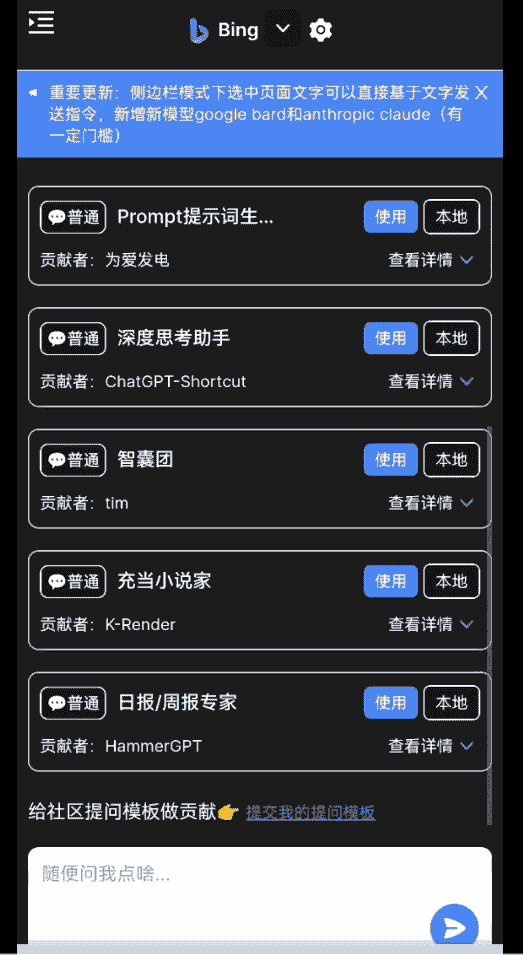 Bing
重要更新：侧边栏模式下选中页面文字可以直接基于文字发
送指令，新增新模型google bard和anthropic claude（有
一定门槛）
普通 Prompt提示词生... 使用 本地
贡献者：为爱发电 查看详情
普通 深度思考助手 使用 本地
贡献者：ChatGPT-Shortcut 查看详情
普通 智囊团 使用 本地
贡献者：tim 查看详情
普通 充当小说家 使用 本地
贡献者：K-Render 查看详情
普通 日报/周报专家 使用 本地
贡献者：HammerGPT 查看详情
给社区提问模板做贡献👉 提交我的提问模板
随便问我点啥...